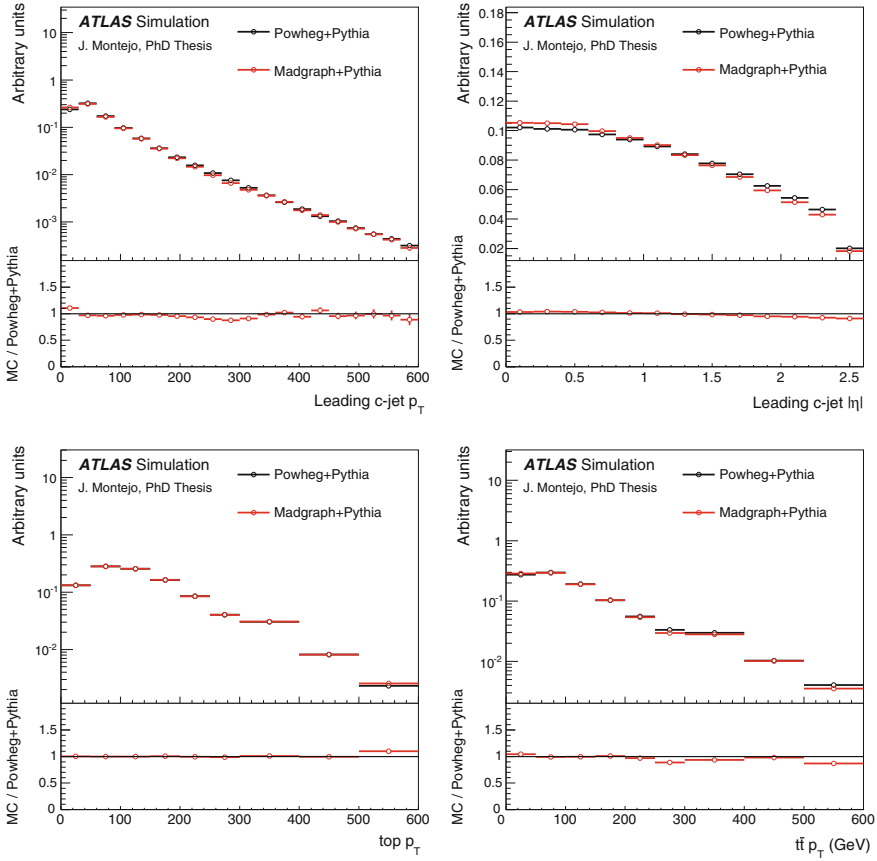 Arbitrary units
ATLAS Simulation
J. Montejo, PhD Thesis
Powheg+Pythia
Madgraph+Pythia
10
1
10⁻¹
10⁻²
10⁻³
MC / Powheg+Pythia
1.5
1
0.5
0
0 100 200 300 400 500 600
Leading c-jet p_T
Arbitrary units
ATLAS Simulation
J. Montejo, PhD Thesis
Powheg+Pythia
Madgraph+Pythia
0.18
0.16
0.14
0.12
0.1
0.08
0.06
0.04
0.02
MC / Powheg+Pythia
1.5
1
0.5
0
0 0.5 1 1.5 2 2.5
Leading c-jet |η|
Arbitrary units
ATLAS Simulation
J. Montejo, PhD Thesis
Powheg+Pythia
Madgraph+Pythia
10
1
10⁻¹
10⁻²
MC / Powheg+Pythia
1.5
1
0.5
0
0 100 200 300 400 500 600
top p_T
Arbitrary units
ATLAS Simulation
J. Montejo, PhD Thesis
Powheg+Pythia
Madgraph+Pythia
10
1
10⁻¹
10⁻²
MC / Powheg+Pythia
1.5
1
0.5
0
0 100 200 300 400 500 600
tt̄ p_T (GeV)